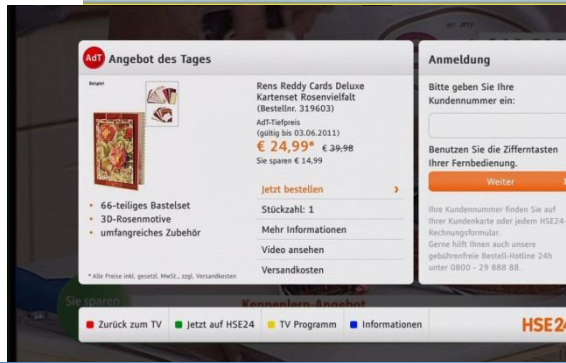 AdT Angebot des Tages
Beispiel
Rens Reddy Cards Deluxe
Kartenset Rosenvielfalt
(Bestellnr. 319603)
AdT-Tiefpreis
(gültig bis 03.06.2011)
€ 24,99* € 39,98
Sie sparen € 14,99
Jetzt bestellen
Stückzahl: 1
Mehr Informationen
Video ansehen
Versandkosten
• 66-teiliges Bastelset
• 3D-Rosenmotive
• umfangreiches Zubehör
* Alle Preise inkl. gesetzl. MwSt., zzgl. Versandkosten
Anmeldung
Bitte geben Sie Ihre
Kundennummer ein:
Benutzen Sie die Zifferntasten
Ihrer Fernbedienung.
Weiter
Ihre Kundennummer finden Sie auf
Ihrer Kundenkarte oder jedem HSE24-
Rechnungsformular.
Gerne hilft Ihnen auch unsere
gebührenfreie Bestell-Hotline 24h
unter 0800 - 29 888 88.
Sie sparen
Kennenlern-Angebot
Zurück zum TV
Jetzt auf HSE24
TV Programm
Informationen
HSE24